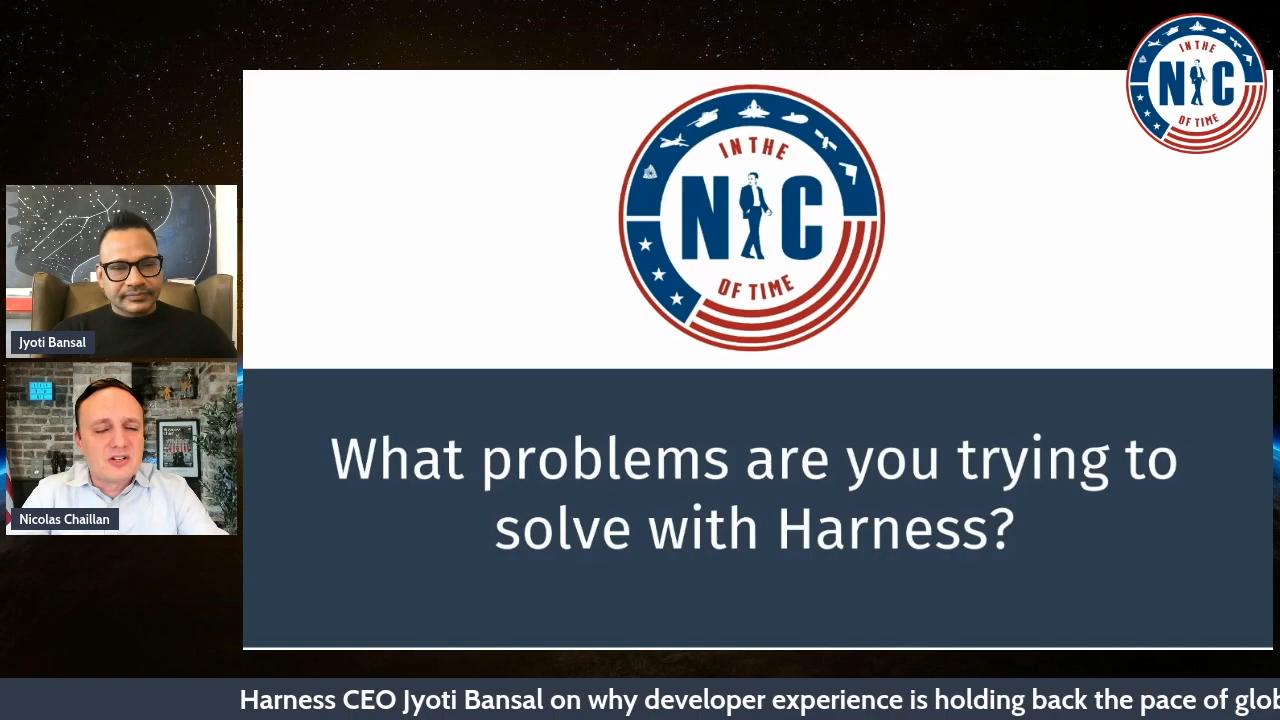 IN THE
NIC
OF TIME
IN THE
NIC
OF TIME
Jyoti Bansal
Nicolas Chaillan
What problems are you trying to
solve with Harness?
Harness CEO Jyoti Bansal on why developer experience is holding back the pace of glob